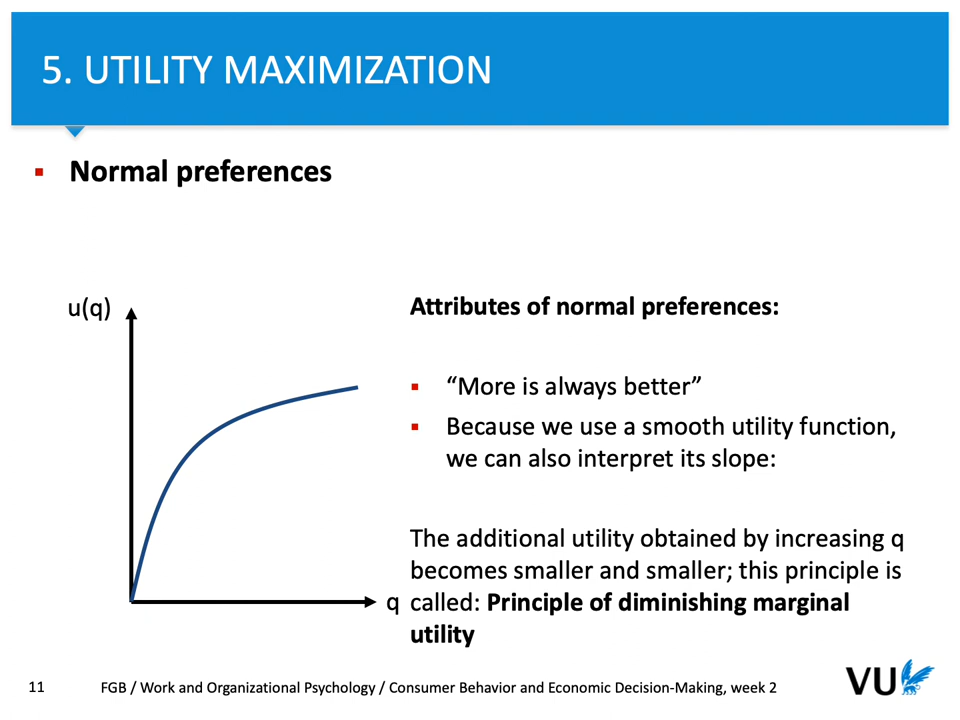 5. UTILITY MAXIMIZATION
▪ Normal preferences
u(q)
q
Attributes of normal preferences:
▪ “More is always better”
▪ Because we use a smooth utility function,
we can also interpret its slope:
The additional utility obtained by increasing q
becomes smaller and smaller; this principle is
called: Principle of diminishing marginal
utility
11
FGB / Work and Organizational Psychology / Consumer Behavior and Economic Decision-Making, week 2
VU